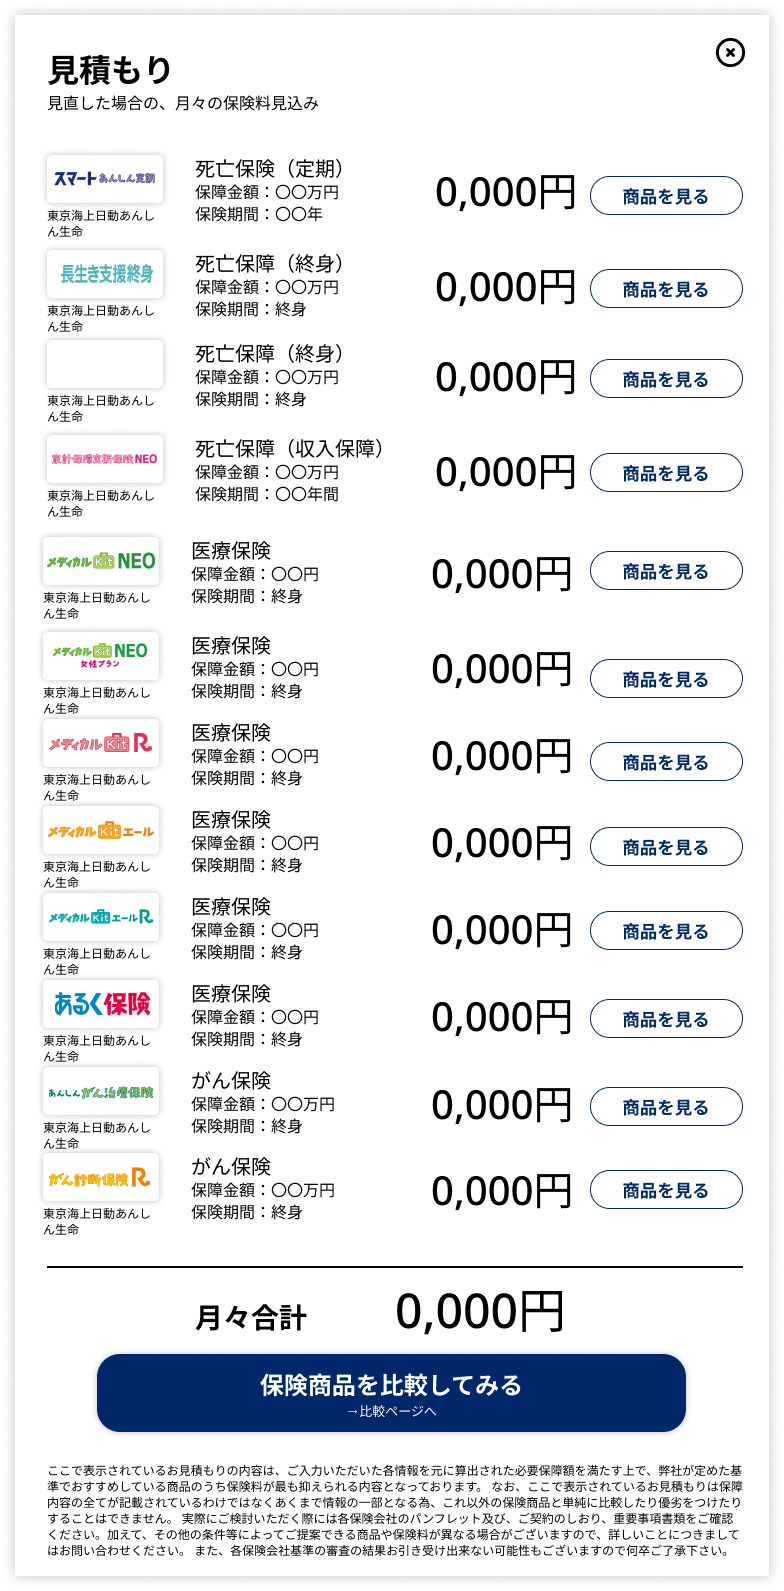 見積もり
見直した場合の、月々の保険料見込み
スマートあんしん定期
東京海上日動あんし
ん生命
死亡保険（定期）
保障金額：〇〇万円
保険期間：〇〇年
0,000円
商品を見る
長生き支援終身
東京海上日動あんし
ん生命
死亡保障（終身）
保障金額：〇〇万円
保険期間：終身
0,000円
商品を見る
東京海上日動あんし
ん生命
死亡保障（終身）
保障金額：〇〇万円
保険期間：終身
0,000円
商品を見る
家計保障定期保険NEO
東京海上日動あんし
ん生命
死亡保障（収入保障）
保障金額：〇〇万円
保険期間：〇〇年間
0,000円
商品を見る
メディカルKit NEO
東京海上日動あんし
ん生命
医療保険
保障金額：〇〇円
保険期間：終身
0,000円
商品を見る
メディカルKit NEO
女性プラン
東京海上日動あんし
ん生命
医療保険
保障金額：〇〇円
保険期間：終身
0,000円
商品を見る
メディカルKit R
東京海上日動あんし
ん生命
医療保険
保障金額：〇〇円
保険期間：終身
0,000円
商品を見る
メディカルKitエール
東京海上日動あんし
ん生命
医療保険
保障金額：〇〇円
保険期間：終身
0,000円
商品を見る
メディカルKitエールR
東京海上日動あんし
ん生命
医療保険
保障金額：〇〇円
保険期間：終身
0,000円
商品を見る
あるく保険
東京海上日動あんし
ん生命
医療保険
保障金額：〇〇円
保険期間：終身
0,000円
商品を見る
あんしんがん治療保険
東京海上日動あんし
ん生命
がん保険
保障金額：〇〇万円
保険期間：終身
0,000円
商品を見る
がん診断保険R
東京海上日動あんし
ん生命
がん保険
保障金額：〇〇万円
保険期間：終身
0,000円
商品を見る
月々合計
0,000円
保険商品を比較してみる
→比較ページへ
ここで表示されているお見積もりの内容は、ご入力いただいた各情報を元に算出された必要保障額を満たす上で、弊社が定めた基
準でおすすめしている商品のうち保険料が最も抑えられる内容となっております。 なお、ここで表示されているお見積もりは保障
内容の全てが記載されているわけではなくあくまで情報の一部となる為、これ以外の保険商品と単純に比較したり優劣をつけたり
することはできません。 実際にご検討いただく際には各保険会社のパンフレット及び、ご契約のしおり、重要事項書類をご確認
ください。加えて、その他の条件等によってご提案できる商品や保険料が異なる場合がございますので、詳しいことにつきまして
はお問い合わせください。 また、各保険会社基準の審査の結果お引き受け出来ない可能性もございますので何卒ご了承下さい。